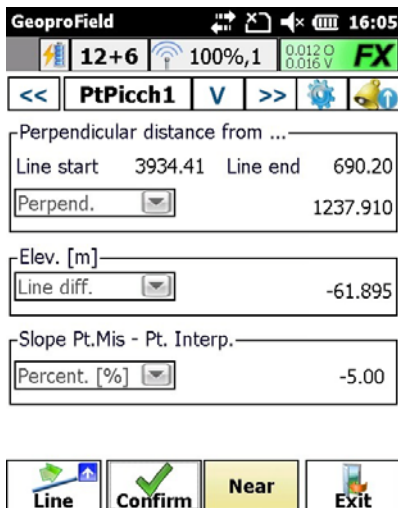 GeoproField 16:05
12+6 100%,1 0.012 O 0.016 V FX
<< PtPicch1 V >>
Perpendicular distance from ...
Line start 3934.41 Line end 690.20
Perpend. 1237.910
Elev. [m]
Line diff. -61.895
Slope Pt.Mis - Pt. Interp.
Percent. [%] -5.00
Line Confirm Near Exit